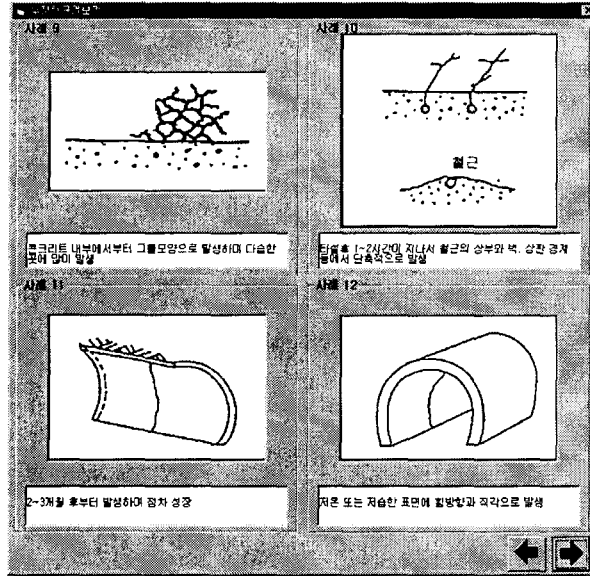 사례 9
콘크리트 내부에서부터 그물모양으로 발생하며 다습한
곳에 많이 발생
사례 10
철근
타설후 1~2시간이 지나서 철근의 상부와 벽, 상판 경계
등에서 단속적으로 발생
사례 11
2~3개월 후부터 발생하며 점차 성장
사례 12
저온 또는 저습한 표면에 휨방향과 직각으로 발생